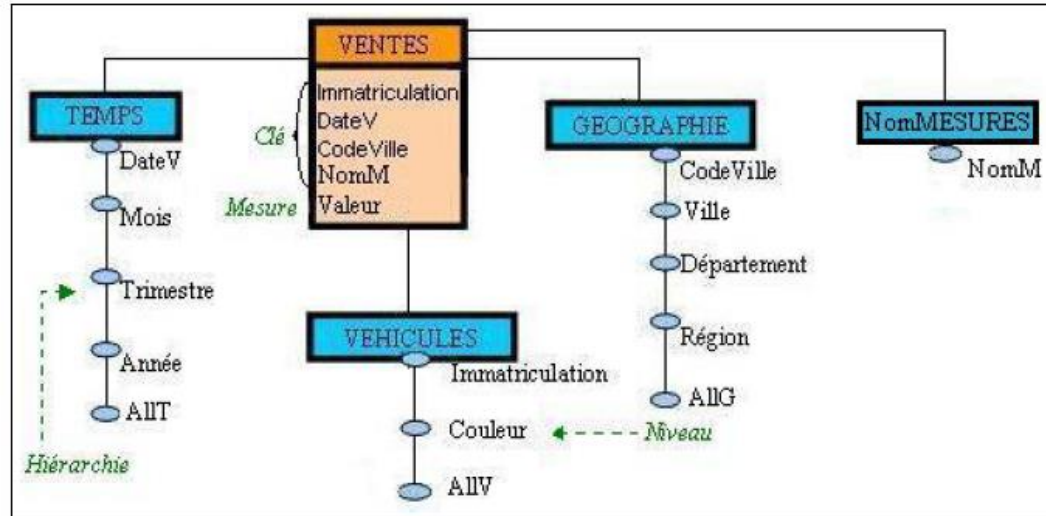 VENTES
Immatriculation
DateV
CodeVille
NomM
Valeur
Clé
Mesure
TEMPS
DateV
Mois
Trimestre
Année
AllT
Hiérarchie
VEHICULES
Immatriculation
Couleur
AllV
Niveau
GEOGRAPHIE
CodeVille
Ville
Département
Région
AllG
NomMESURES
NomM